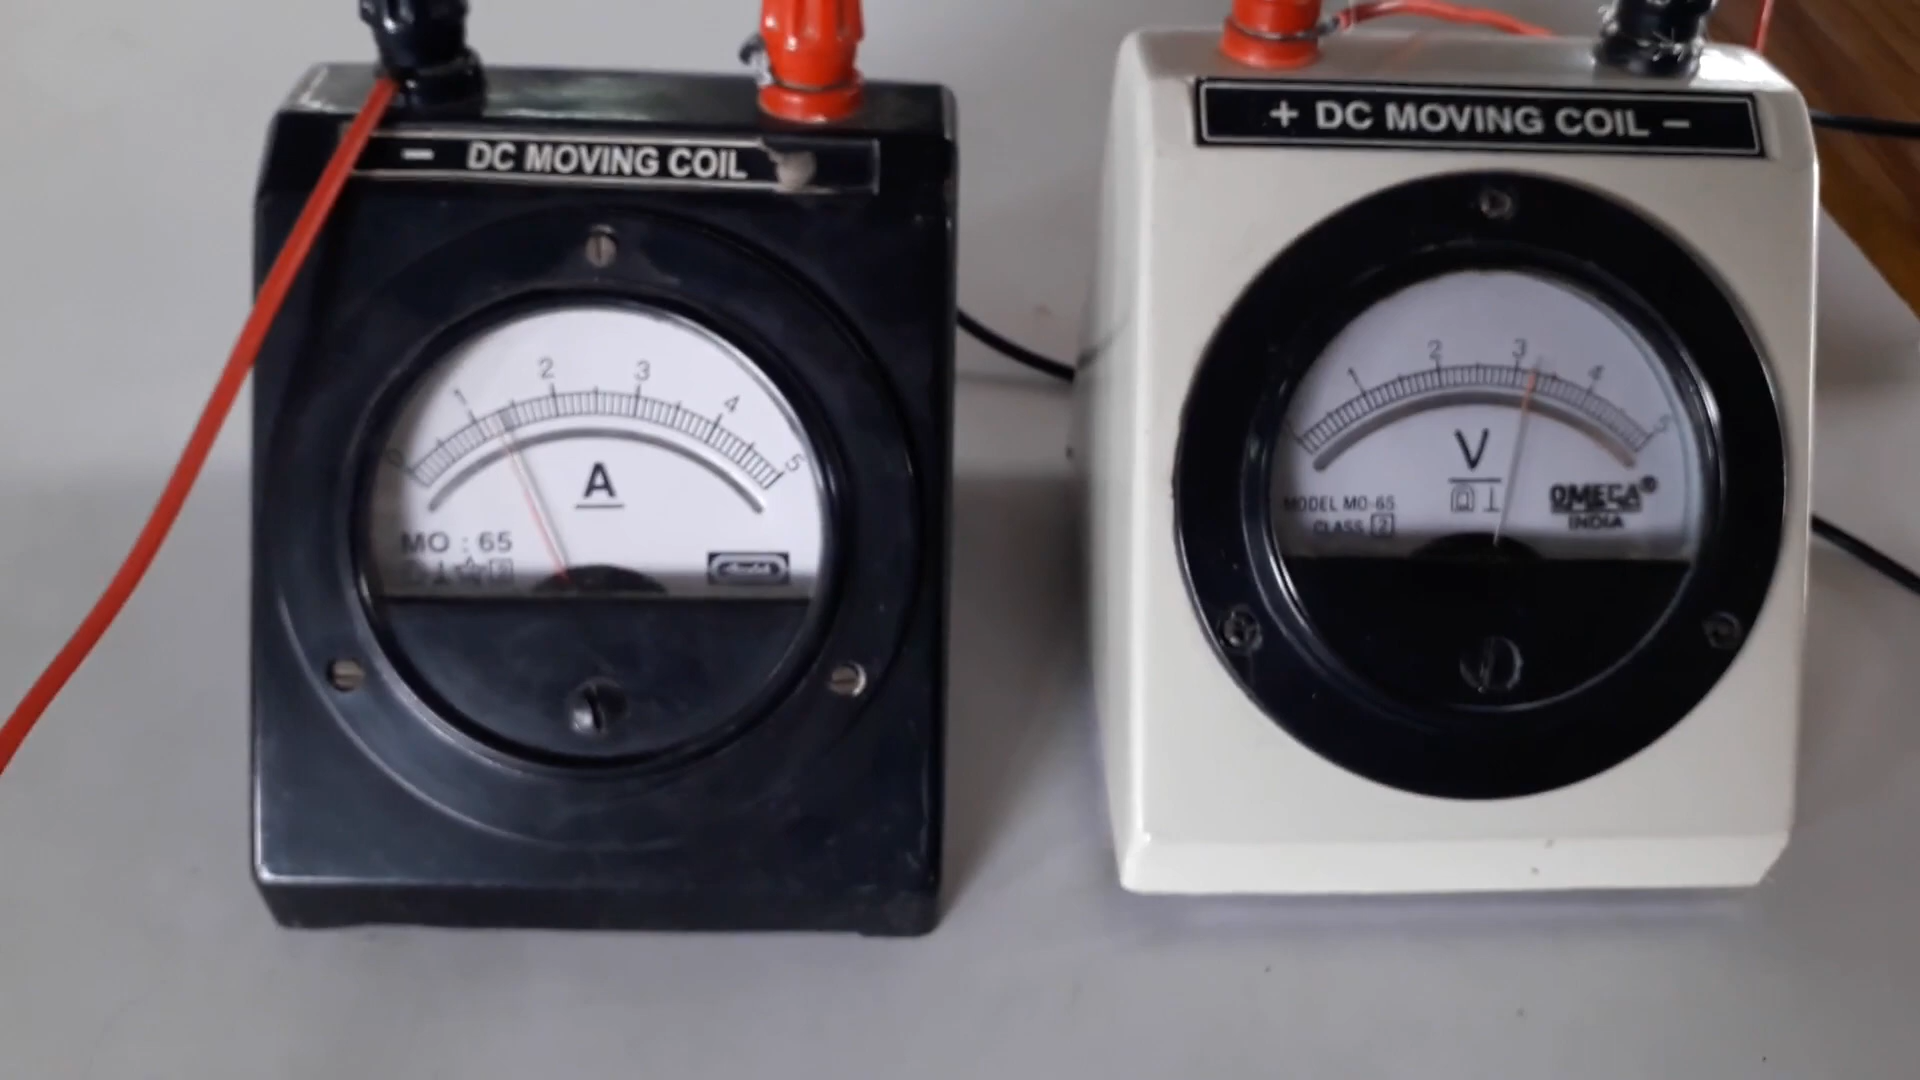 − DC MOVING COIL
0 1 2 3 4 5
A
MO : 65
+ DC MOVING COIL −
1 2 3 4 5
V
MODEL MO-65
CLASS 2
OMEGA®
INDIA